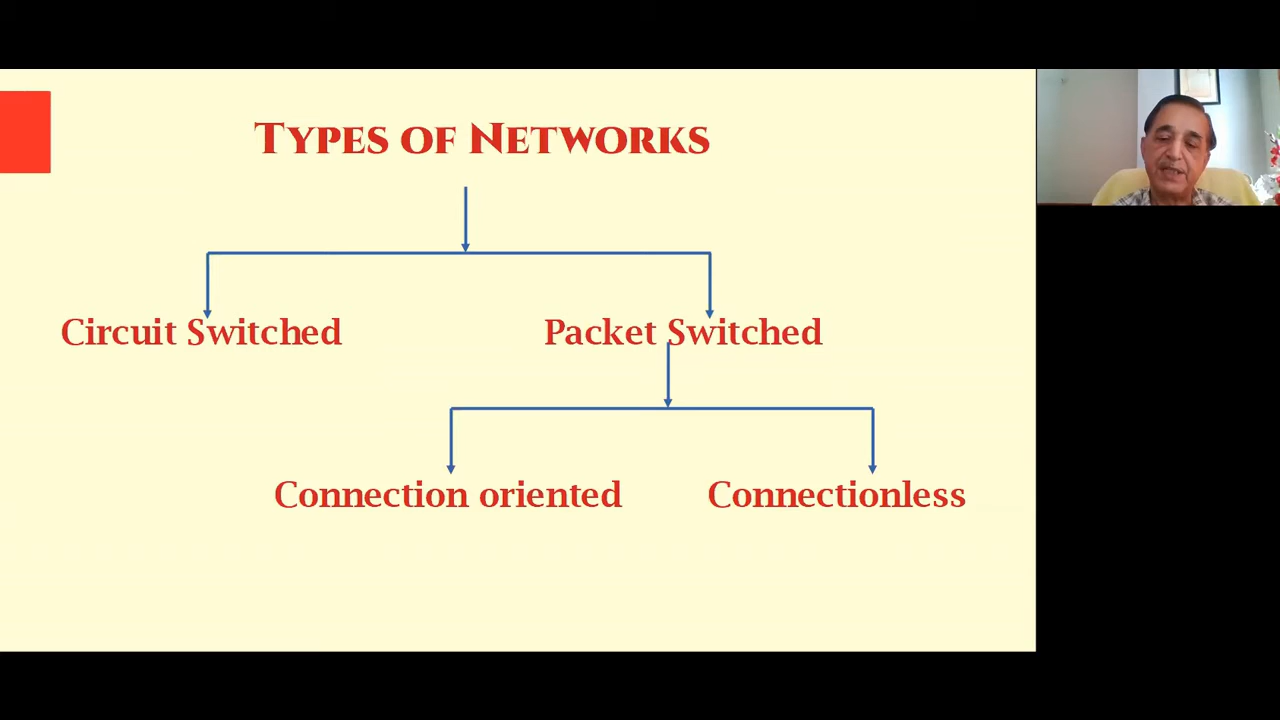 Types of Networks
Circuit Switched
Packet Switched
Connection oriented
Connectionless